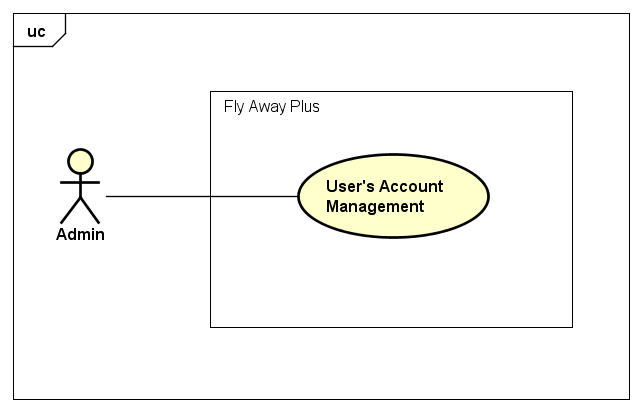 uc
Fly Away Plus
User's Account
Management
Admin